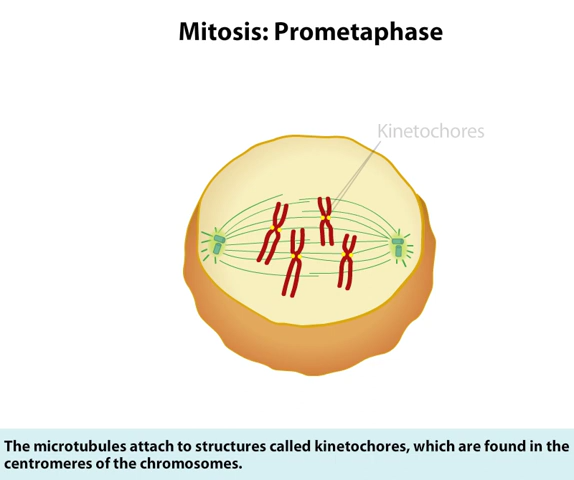 Mitosis: Prometaphase
Kinetochores
The microtubules attach to structures called kinetochores, which are found in the
centromeres of the chromosomes.